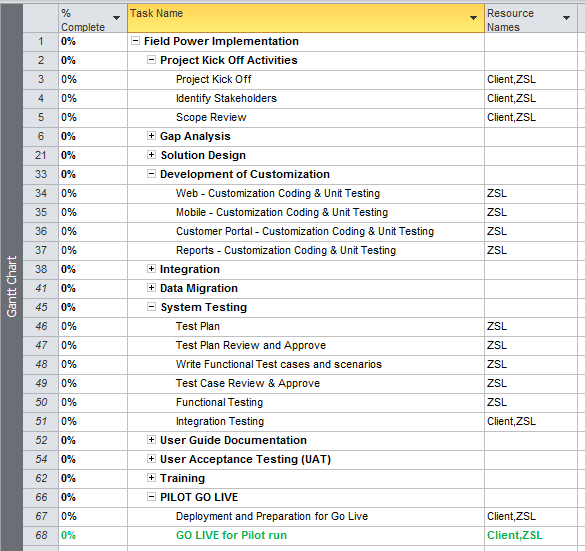 % Complete Task Name Resource Names
1 0% Field Power Implementation
2 0% Project Kick Off Activities
3 0% Project Kick Off Client,ZSL
4 0% Identify Stakeholders Client,ZSL
5 0% Scope Review Client,ZSL
6 0% Gap Analysis
21 0% Solution Design
33 0% Development of Customization
34 0% Web - Customization Coding & Unit Testing ZSL
35 0% Mobile - Customization Coding & Unit Testing ZSL
36 0% Customer Portal - Customization Coding & Unit Testing ZSL
37 0% Reports - Customization Coding & Unit Testing ZSL
38 0% Integration
41 0% Data Migration
45 0% System Testing
46 0% Test Plan ZSL
47 0% Test Plan Review and Approve ZSL
48 0% Write Functional Test cases and scenarios ZSL
49 0% Test Case Review & Approve ZSL
50 0% Functional Testing ZSL
51 0% Integration Testing Client,ZSL
52 0% User Guide Documentation
54 0% User Acceptance Testing (UAT)
62 0% Training
66 0% PILOT GO LIVE
67 0% Deployment and Preparation for Go Live Client,ZSL
68 0% GO LIVE for Pilot run Client,ZSL
Gantt Chart